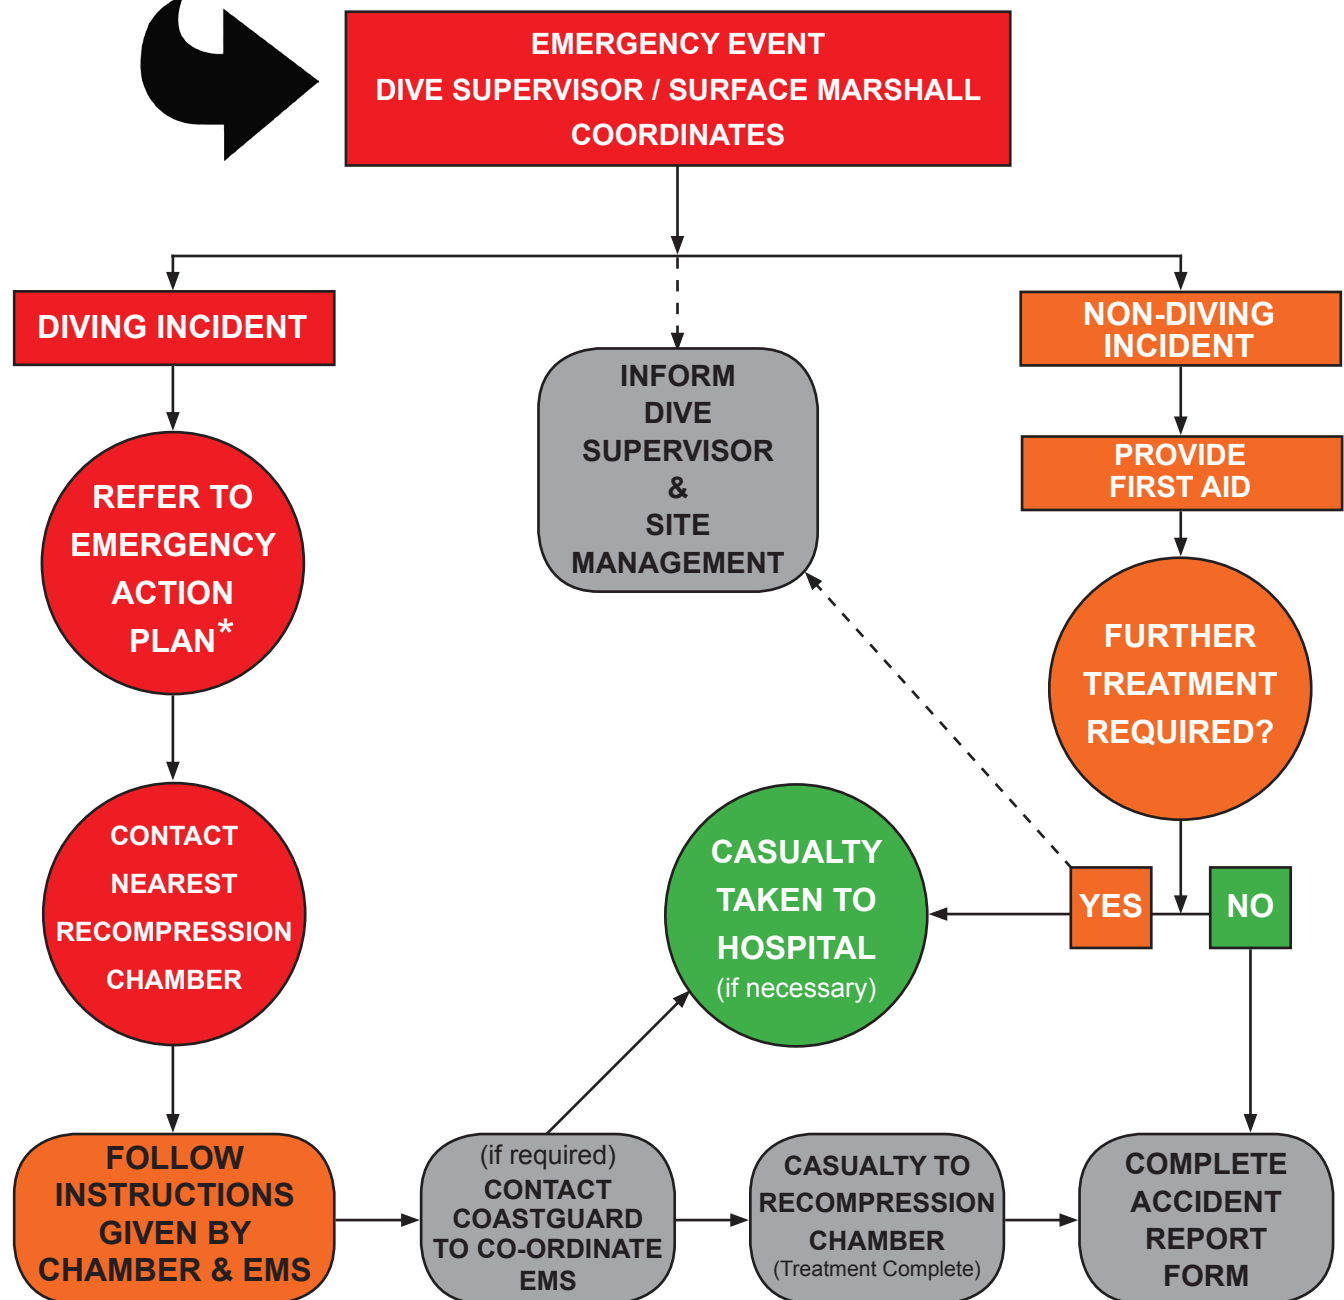 EMERGENCY EVENT
DIVE SUPERVISOR / SURFACE MARSHALL
COORDINATES
DIVING INCIDENT
NON-DIVING
INCIDENT
INFORM
DIVE
SUPERVISOR
&
SITE
MANAGEMENT
REFER TO
EMERGENCY
ACTION
PLAN*
PROVIDE
FIRST AID
FURTHER
TREATMENT
REQUIRED?
CONTACT
NEAREST
RECOMPRESSION
CHAMBER
CASUALTY
TAKEN TO
HOSPITAL
(if necessary)
YES
NO
FOLLOW
INSTRUCTIONS
GIVEN BY
CHAMBER & EMS
(if required)
CONTACT
COASTGUARD
TO CO-ORDINATE
EMS
CASUALTY TO
RECOMPRESSION
CHAMBER
(Treatment Complete)
COMPLETE
ACCIDENT
REPORT
FORM